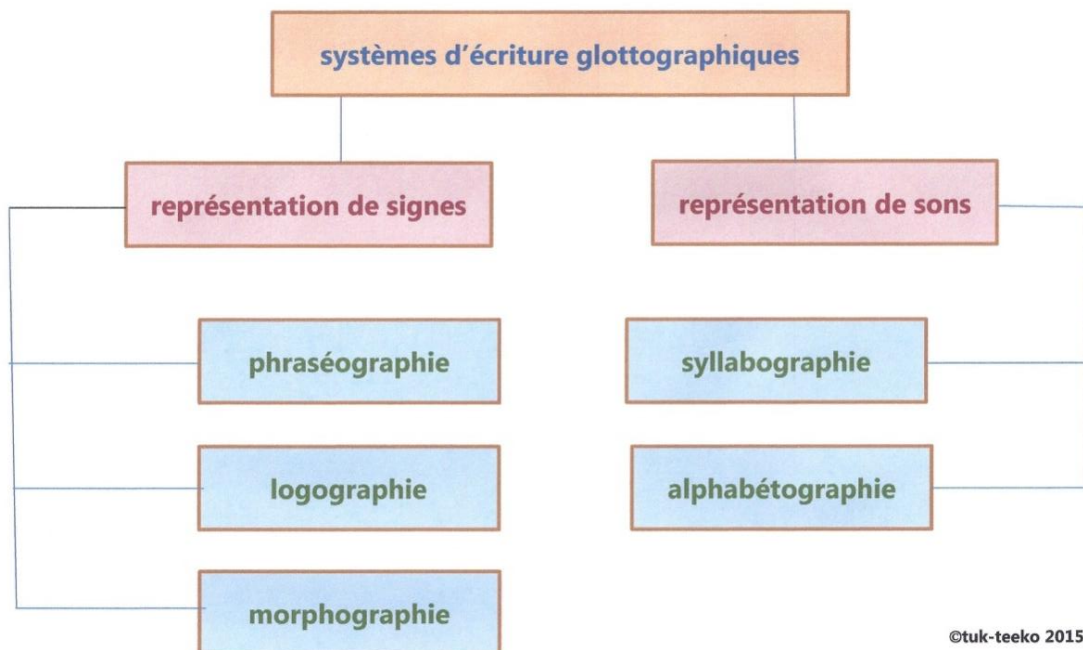 systèmes d’écriture glottographiques
représentation de signes
représentation de sons
phraséographie
syllabographie
logographie
alphabétographie
morphographie
©tuk-teeko 2015